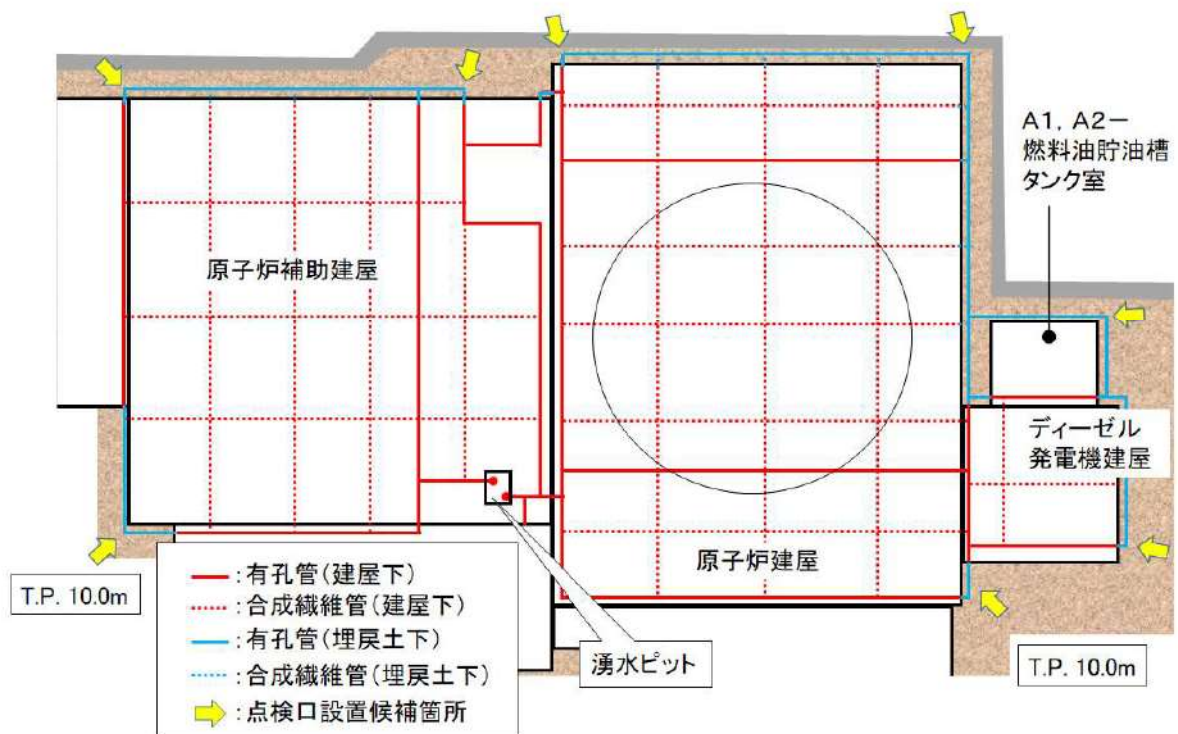 A1, A2－
燃料油貯油槽
タンク室
原子炉補助建屋
ディーゼル
発電機建屋
原子炉建屋
T.P. 10.0m
：有孔管(建屋下)
：合成繊維管(建屋下)
：有孔管(埋戻土下)
：合成繊維管(埋戻土下)
：点検口設置候補箇所
湧水ピット
T.P. 10.0m